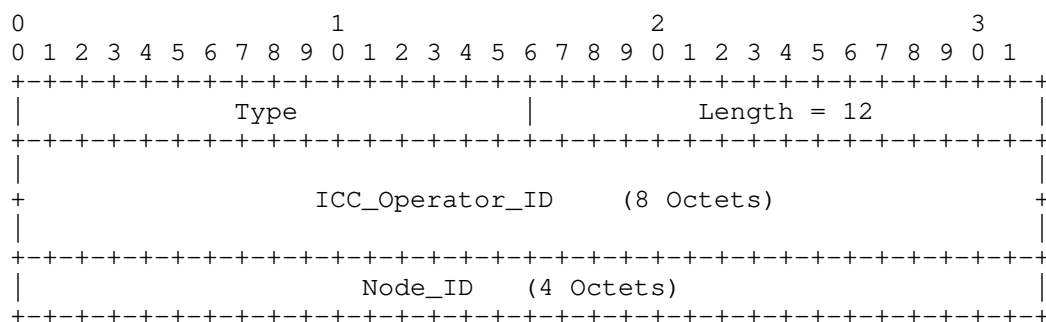 0                   1                   2                   3
0 1 2 3 4 5 6 7 8 9 0 1 2 3 4 5 6 7 8 9 0 1 2 3 4 5 6 7 8 9 0 1
+-+-+-+-+-+-+-+-+-+-+-+-+-+-+-+-+-+-+-+-+-+-+-+-+-+-+-+-+-+-+-+-+
|             Type              |          Length = 12          |
+-+-+-+-+-+-+-+-+-+-+-+-+-+-+-+-+-+-+-+-+-+-+-+-+-+-+-+-+-+-+-+-+
|                                                               |
+                  ICC_Operator_ID    (8 Octets)                +
|                                                               |
+-+-+-+-+-+-+-+-+-+-+-+-+-+-+-+-+-+-+-+-+-+-+-+-+-+-+-+-+-+-+-+-+
|                     Node_ID   (4 Octets)                      |
+-+-+-+-+-+-+-+-+-+-+-+-+-+-+-+-+-+-+-+-+-+-+-+-+-+-+-+-+-+-+-+-+